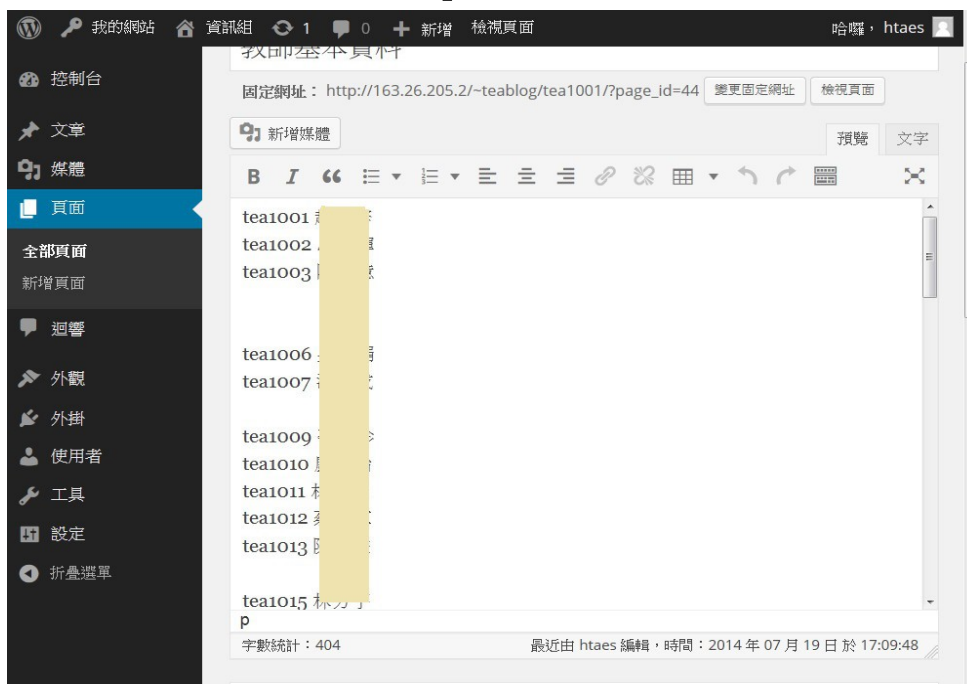 我的網站 資訊組 1 0 新增 檢視頁面 哈囉，htaes
教師基本資料
控制台
文章
媒體
頁面
全部頁面
新增頁面
迴響
外觀
外掛
使用者
工具
設定
折疊選單
固定網址： http://163.26.205.2/~teablog/tea1001/?page_id=44 變更固定網址 檢視頁面
新增媒體 預覽 文字
B I
tea1001
tea1002
tea1003
tea1006
tea1007
tea1009
tea1010
tea1011
tea1012
tea1013
tea1015
p
字數統計：404 最近由 htaes 編輯，時間：2014 年 07 月 19 日 於 17:09:48